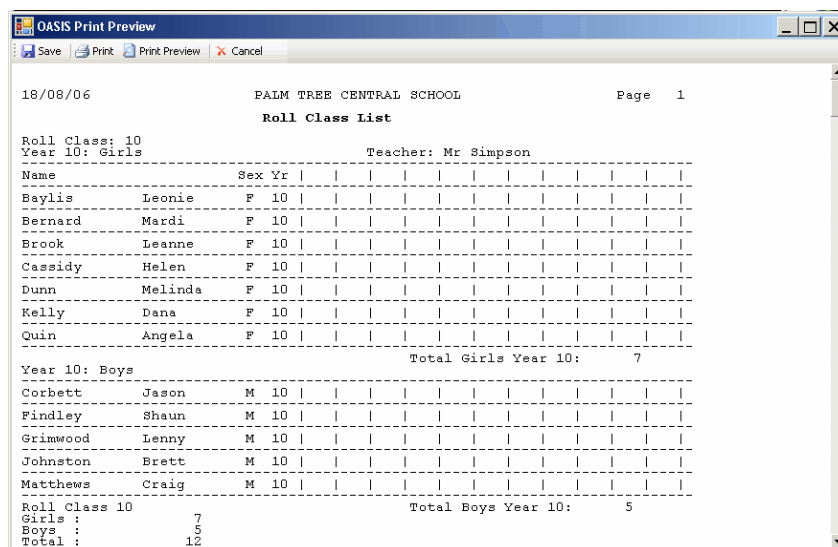 OASIS Print Preview
Save Print Print Preview Cancel
18/08/06 PALM TREE CENTRAL SCHOOL Page 1
Roll Class List
Roll Class: 10
Year 10: Girls Teacher: Mr Simpson
Name Sex Yr | | | | | | | | | | | |
Baylis Leonie F 10 | | | | | | | | | | | |
Bernard Mardi F 10 | | | | | | | | | | | |
Brook Leanne F 10 | | | | | | | | | | | |
Cassidy Helen F 10 | | | | | | | | | | | |
Dunn Melinda F 10 | | | | | | | | | | | |
Kelly Dana F 10 | | | | | | | | | | | |
Quin Angela F 10 | | | | | | | | | | | |
Total Girls Year 10: 7
Year 10: Boys
Corbett Jason M 10 | | | | | | | | | | | |
Findley Shaun M 10 | | | | | | | | | | | |
Grimwood Lenny M 10 | | | | | | | | | | | |
Johnston Brett M 10 | | | | | | | | | | | |
Matthews Craig M 10 | | | | | | | | | | | |
Roll Class 10 Total Boys Year 10: 5
Girls : 7
Boys : 5
Total : 12